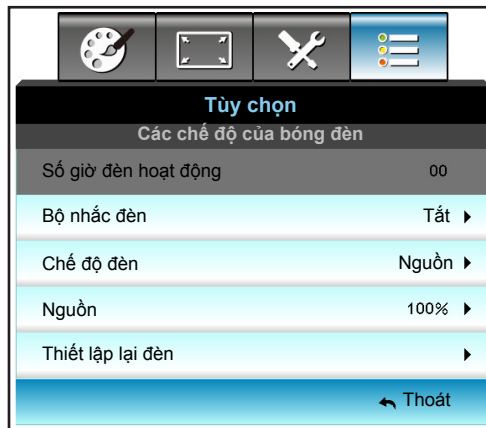 Tùy chọn
Các chế độ của bóng đèn
Số giờ đèn hoạt động 00
Bộ nhắc đèn Tắt
Chế độ đèn Nguồn
Nguồn 100%
Thiết lập lại đèn
Thoát